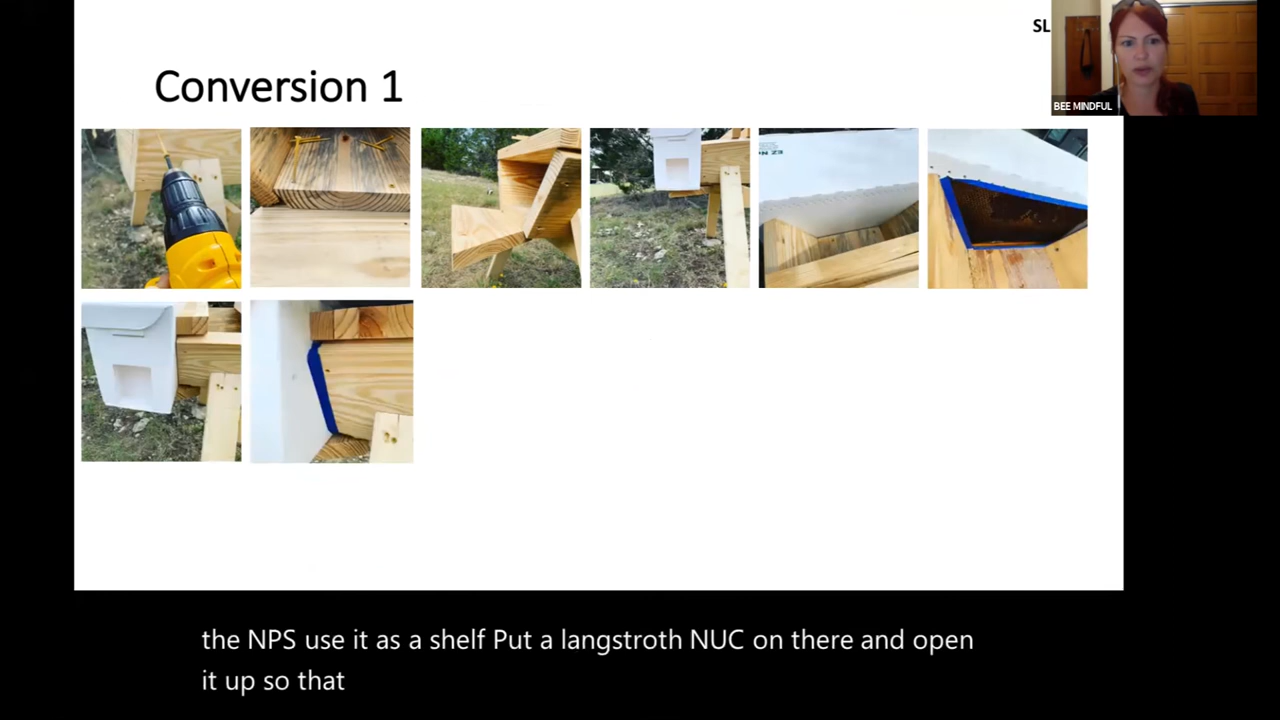 SL
Conversion 1
BEE MINDFUL
the NPS use it as a shelf Put a langstroth NUC on there and open
it up so that